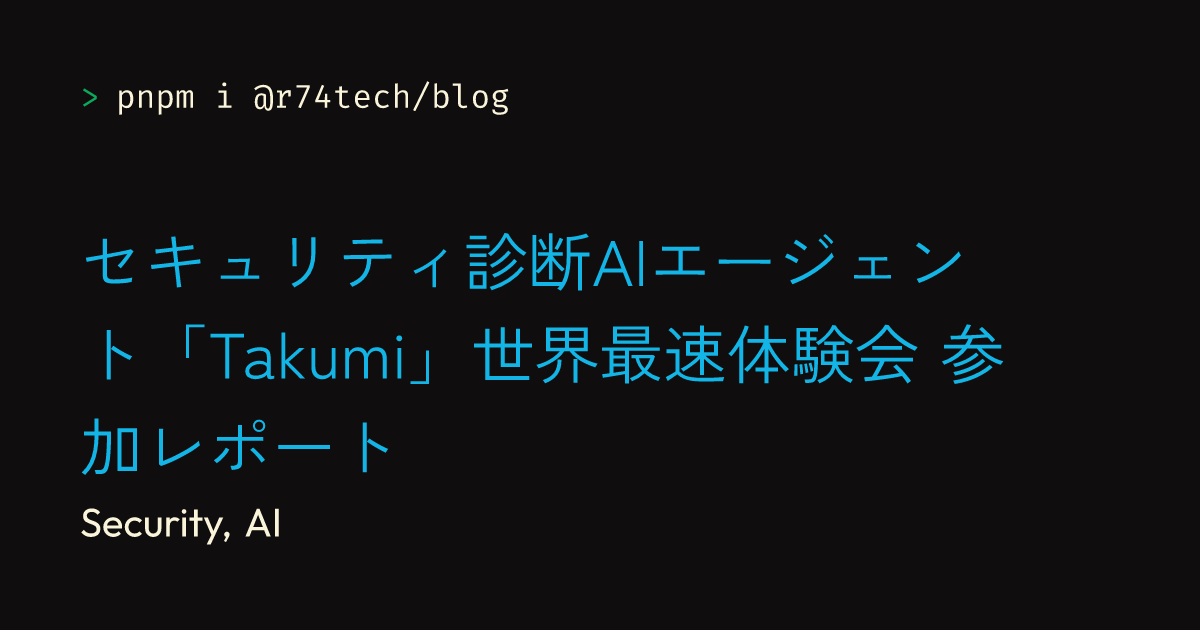 > pnpm i @r74tech/blog
セキュリティ診断AIエージェン
ト「Takumi」世界最速体験会 参
加レポート
Security, AI